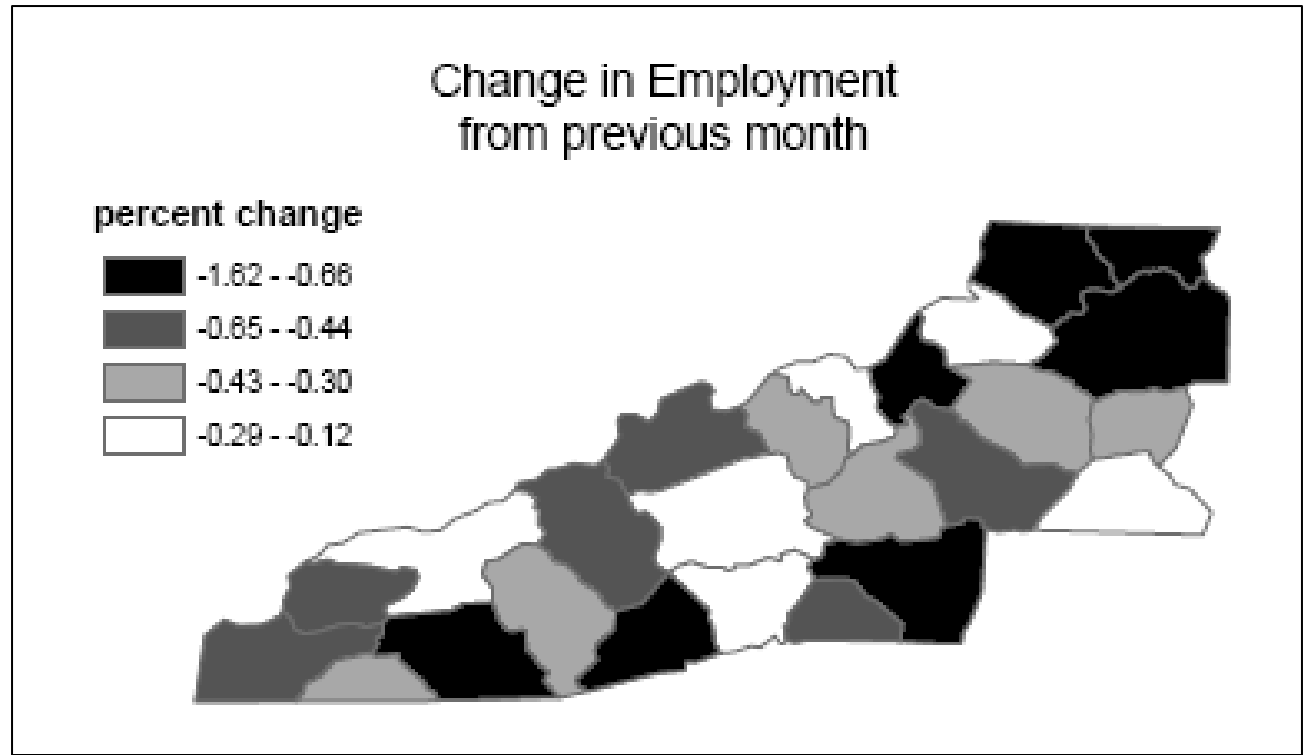 Change in Employment
from previous month
percent change
-1.62 - -0.66
-0.65 - -0.44
-0.43 - -0.30
-0.29 - -0.12